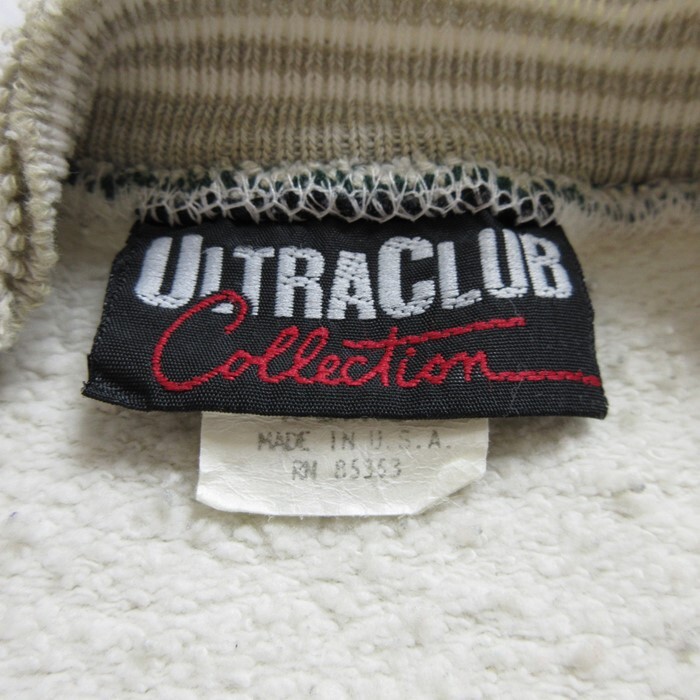 ULTRACLUB
Collection
MADE IN U.S.A.
RN 85353